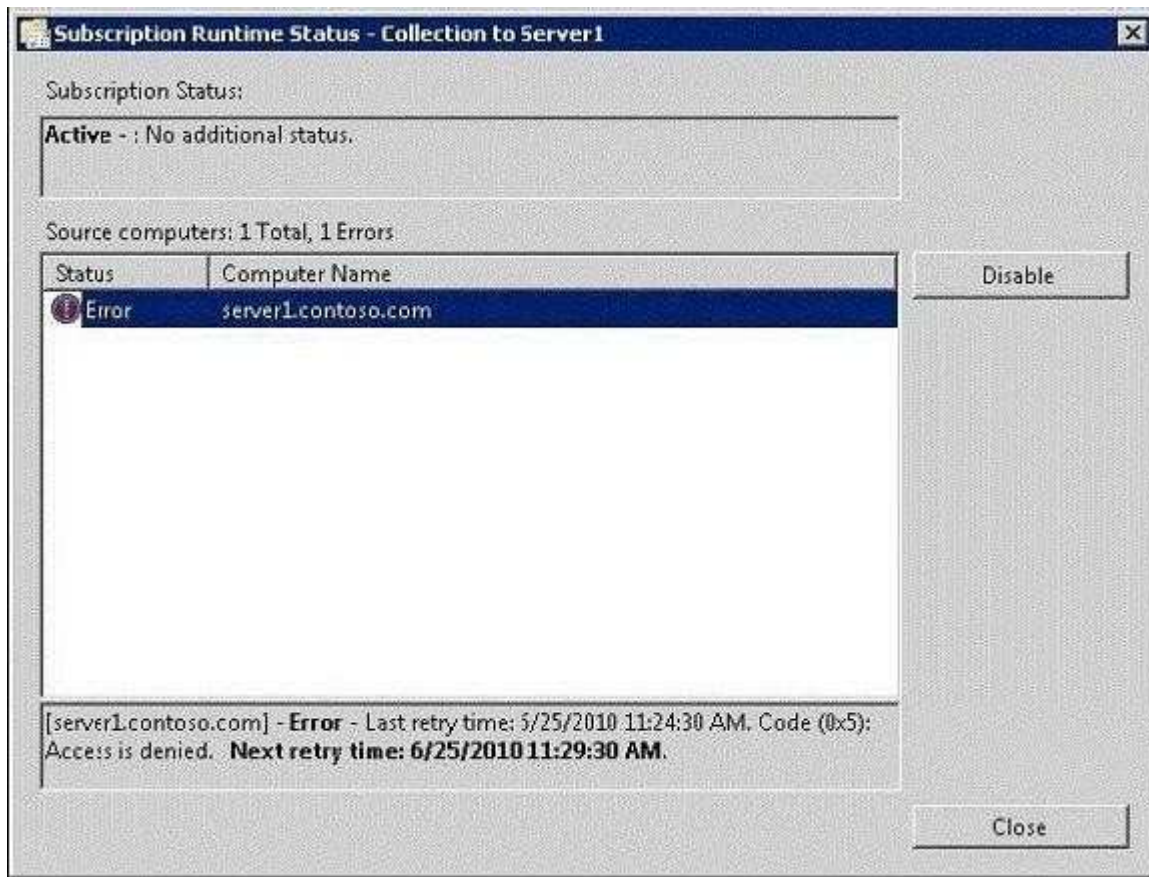 Subscription Runtime Status - Collection to Server1
Subscription Status:
Active - : No additional status.
Source computers: 1 Total, 1 Errors
Status Computer Name
Disable
Error server1.contoso.com
[server1.contoso.com] - Error - Last retry time: 5/25/2010 11:24:30 AM. Code (0x5):
Access is denied. Next retry time: 6/25/2010 11:29:30 AM.
Close